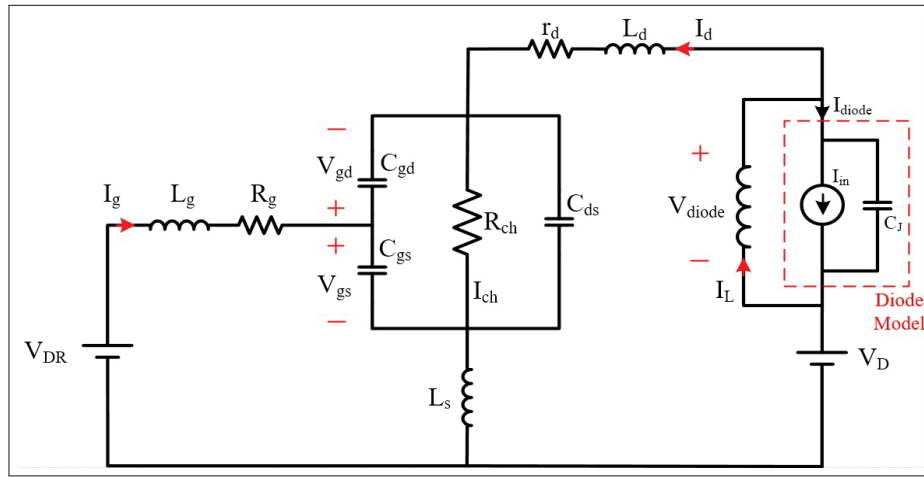 r_d
L_d
I_d
I_diode
V_gd
C_gd
I_g
L_g
R_g
V_gs
C_gs
R_ch
C_ds
I_ch
V_diode
I_in
C_J
I_L
Diode
Model
V_DR
L_s
V_D